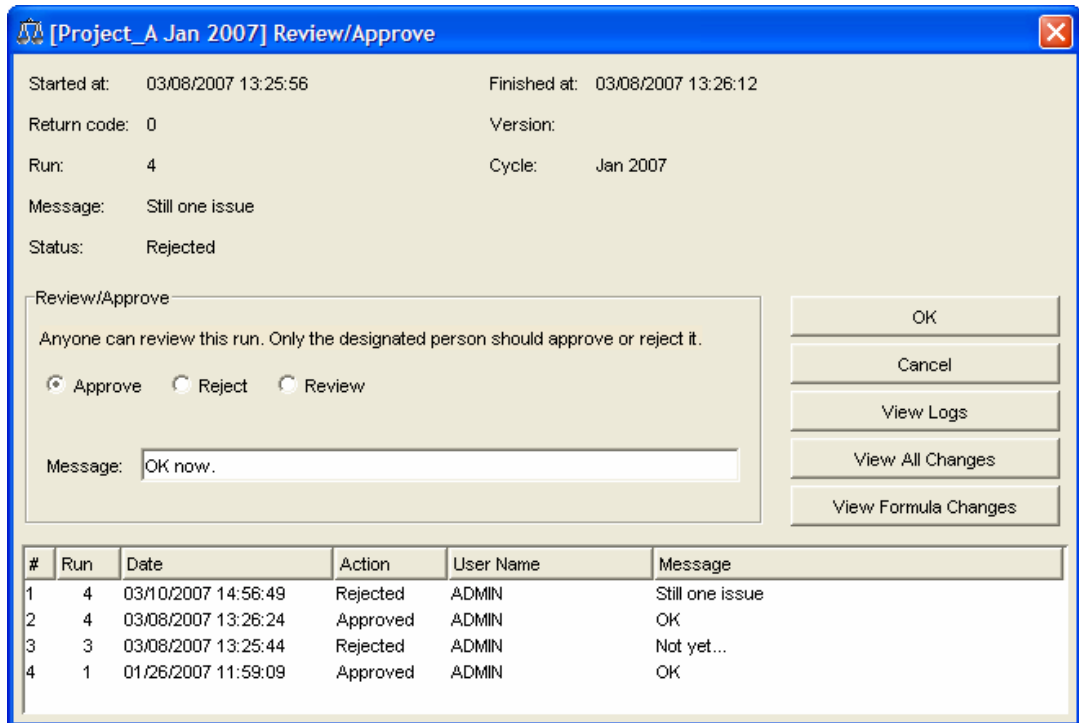 [Project_A Jan 2007] Review/Approve
Started at: 03/08/2007 13:25:56 Finished at: 03/08/2007 13:26:12
Return code: 0 Version:
Run: 4 Cycle: Jan 2007
Message: Still one issue
Status: Rejected
Review/Approve
Anyone can review this run. Only the designated person should approve or reject it.
Approve Reject Review
Message: OK now.
OK
Cancel
View Logs
View All Changes
View Formula Changes
# Run Date Action User Name Message
1 4 03/10/2007 14:56:49 Rejected ADMIN Still one issue
2 4 03/08/2007 13:26:24 Approved ADMIN OK
3 3 03/08/2007 13:25:44 Rejected ADMIN Not yet...
4 1 01/26/2007 11:59:09 Approved ADMIN OK